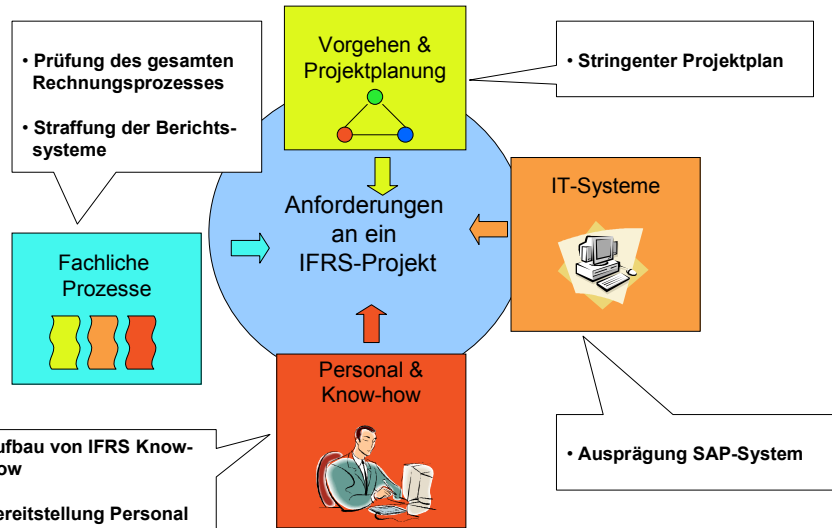 • Prüfung des gesamten
Rechnungsprozesses
• Straffung der Berichts-
systeme
Vorgehen &
Projektplanung
• Stringenter Projektplan
IT-Systeme
Anforderungen
an ein
IFRS-Projekt
Fachliche
Prozesse
Personal &
Know-how
ufbau von IFRS Know-
ow
ereitstellung Personal
• Ausprägung SAP-System